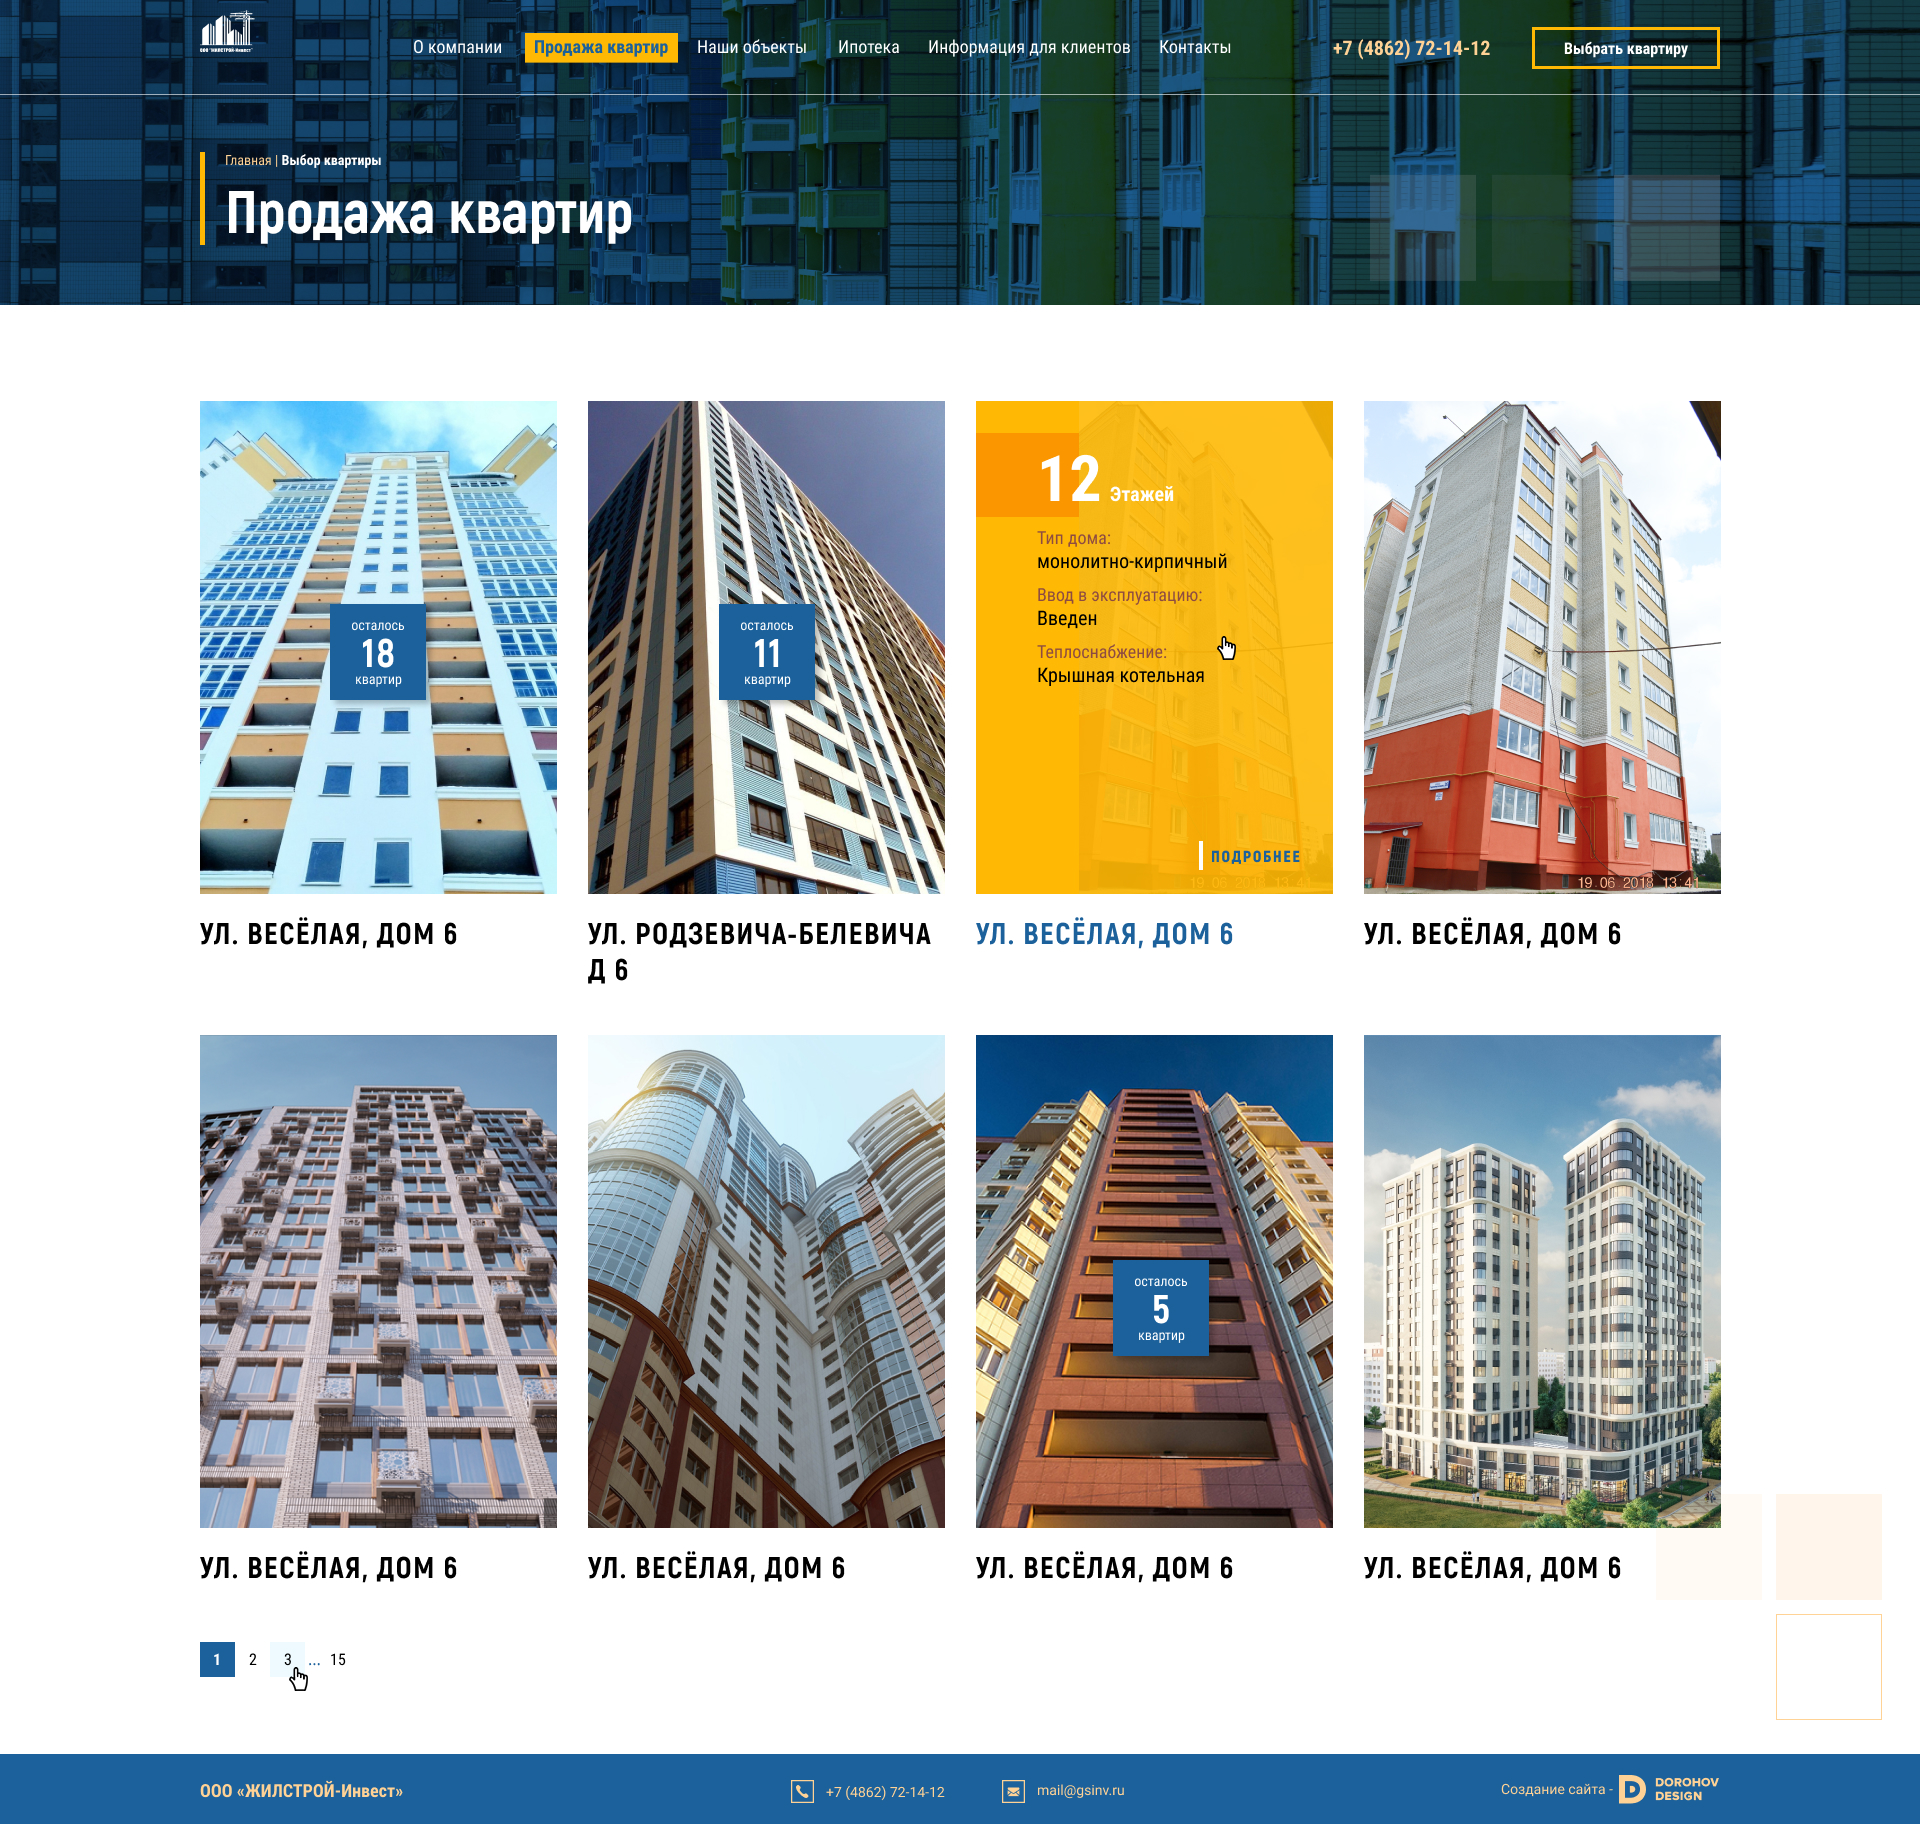 ООО "ЖИЛСТРОЙ-Инвест"
О компании
Продажа квартир
Наши объекты
Ипотека
Информация для клиентов
Контакты
+7 (4862) 72-14-12
Выбрать квартиру
Главная | Выбор квартиры
Продажа квартир
осталось
18
квартир
осталось
11
квартир
12 Этажей
Тип дома:
монолитно-кирпичный
Ввод в эксплуатацию:
Введен
Теплоснабжение:
Крышная котельная
ПОДРОБНЕЕ
19.06 2018 13:41
19.06 2018 13:41
УЛ. ВЕСЁЛАЯ, ДОМ 6
УЛ. РОДЗЕВИЧА-БЕЛЕВИЧА
Д 6
УЛ. ВЕСЁЛАЯ, ДОМ 6
УЛ. ВЕСЁЛАЯ, ДОМ 6
осталось
5
квартир
УЛ. ВЕСЁЛАЯ, ДОМ 6
УЛ. ВЕСЁЛАЯ, ДОМ 6
УЛ. ВЕСЁЛАЯ, ДОМ 6
УЛ. ВЕСЁЛАЯ, ДОМ 6
1 2 3 ... 15
ООО «ЖИЛСТРОЙ-Инвест»
+7 (4862) 72-14-12
mail@gsinv.ru
Создание сайта -
DOROHOV
DESIGN